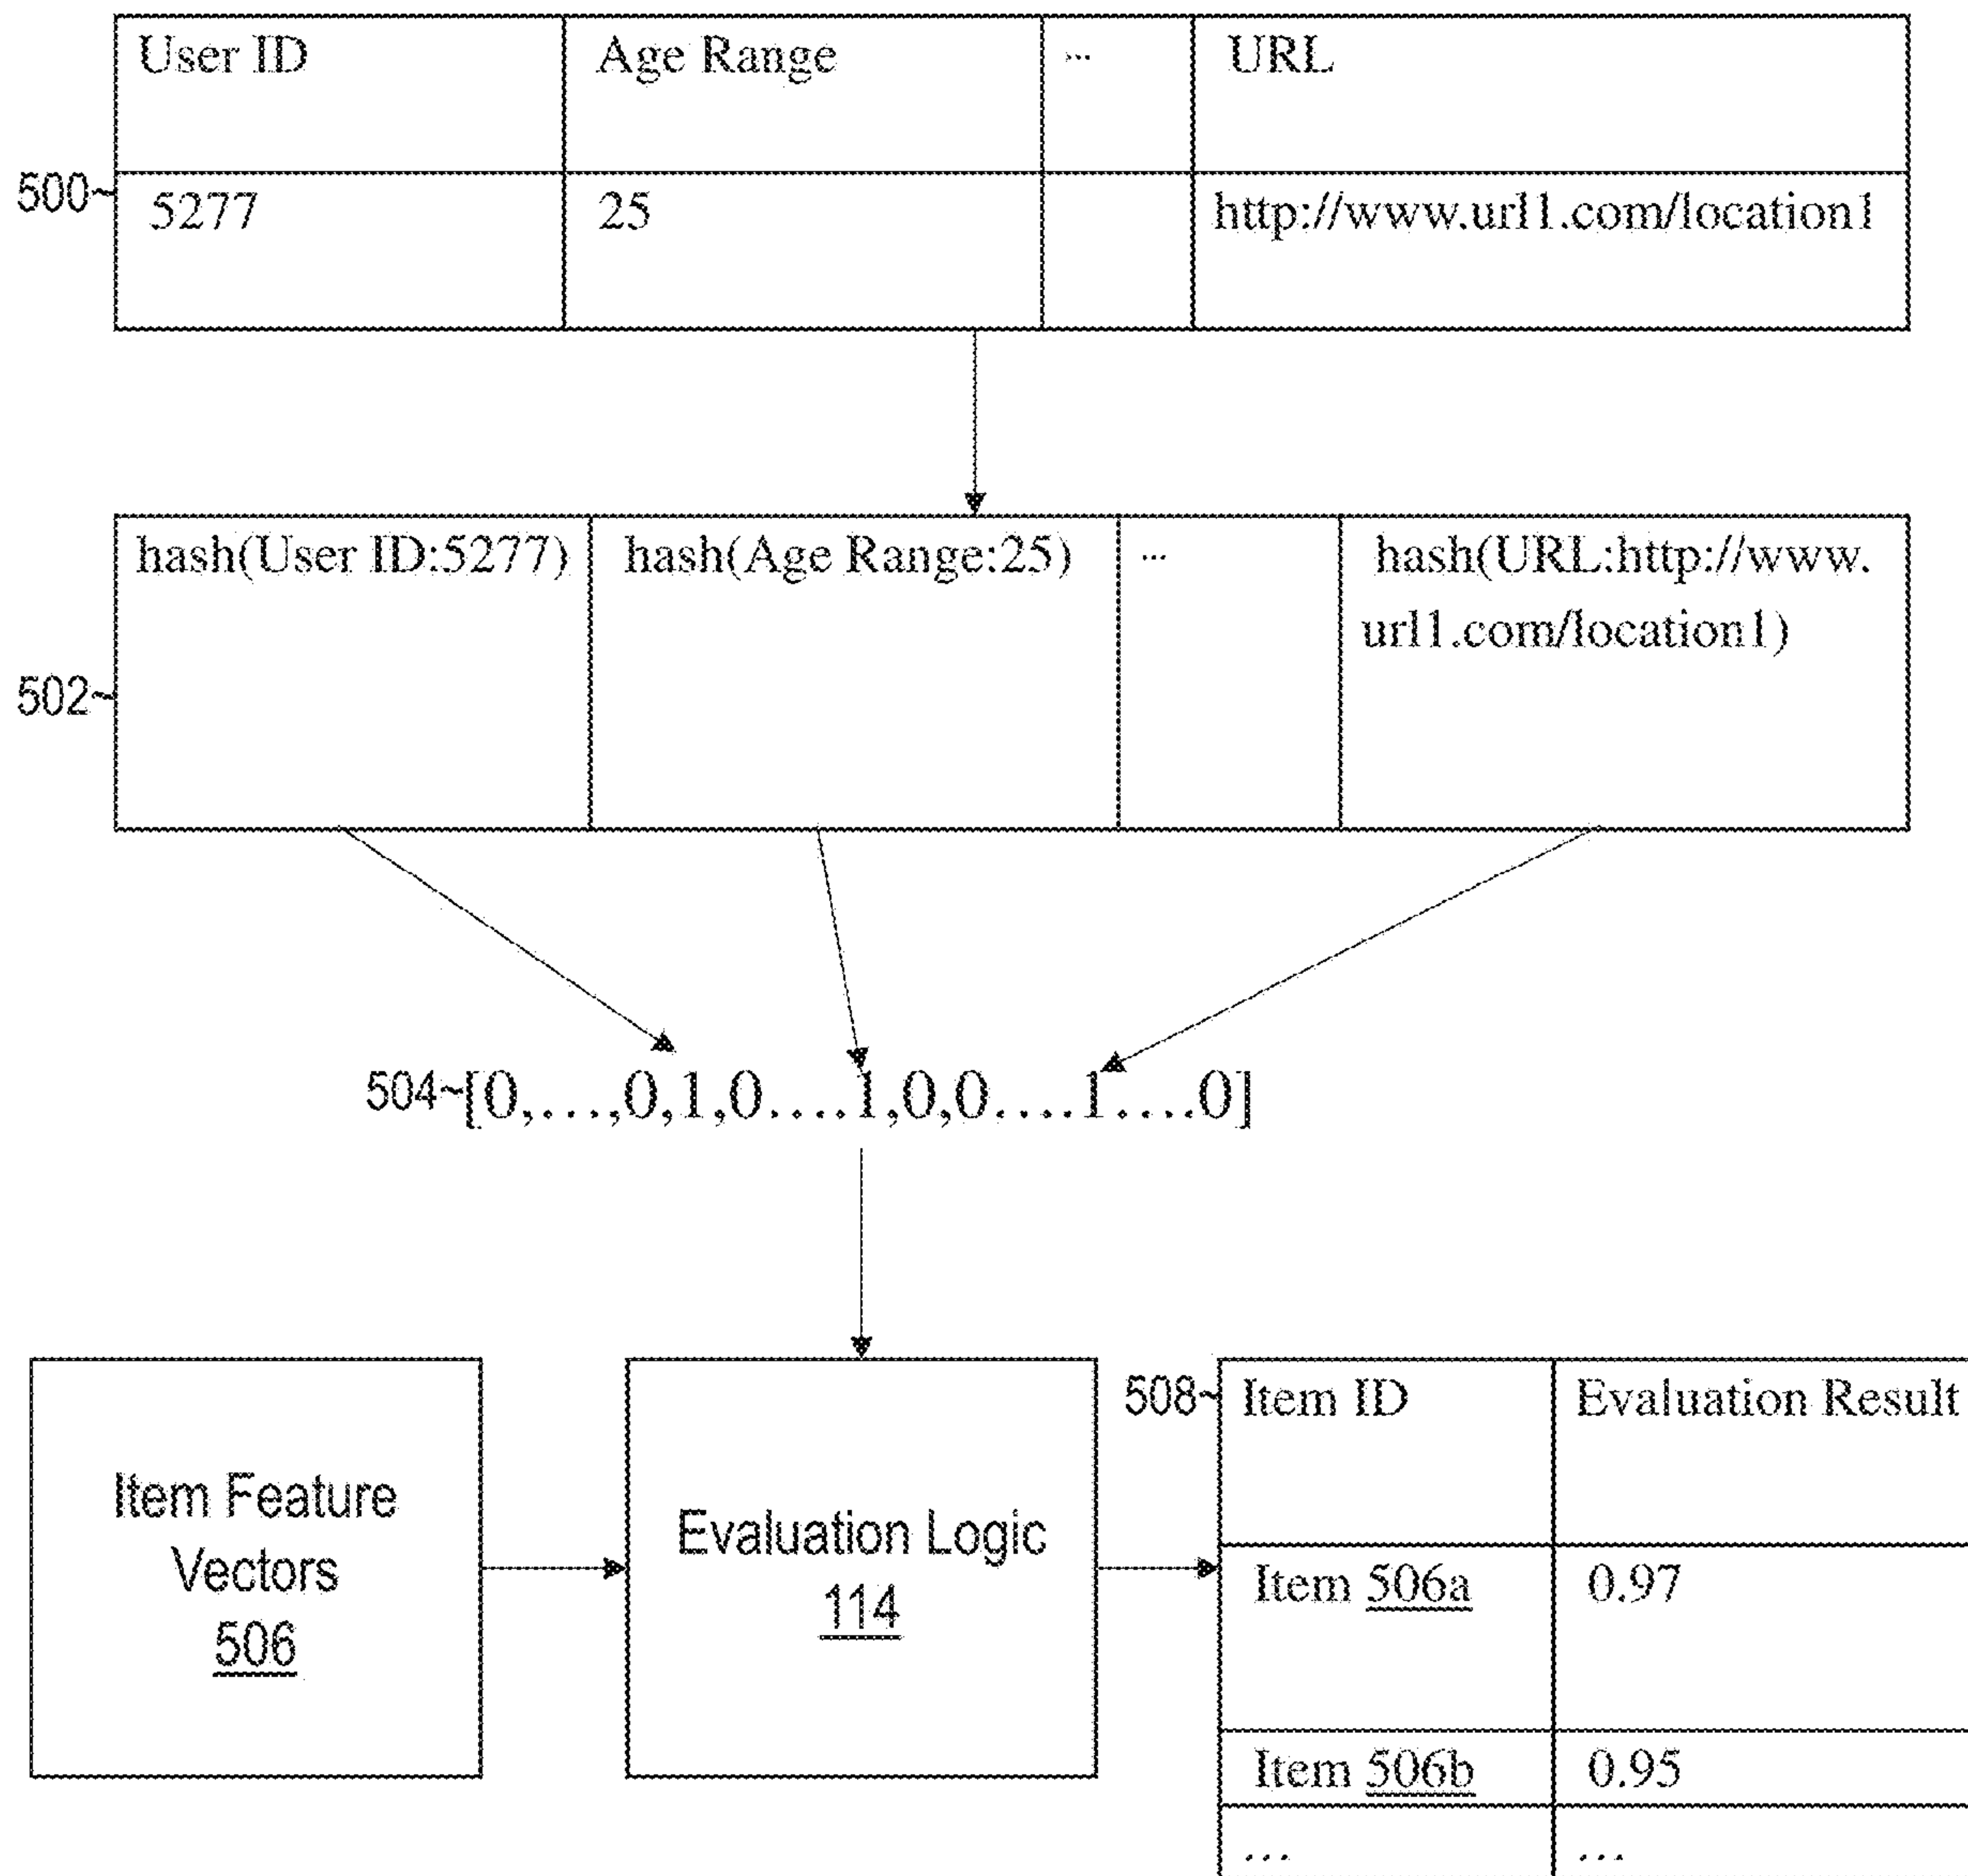 User ID Age Range ... URL
500~ 5277 25 http://www.url1.com/location1
hash(User ID:5277) hash(Age Range:25) ... hash(URL:http://www.
url1.com/location1)
502~
504~[0,...,0,1,0....1,0,0....1....0]
Item Feature
Vectors
506
Evaluation Logic
114
508~ Item ID Evaluation Result
Item 506a 0.97
Item 506b 0.95
... ...